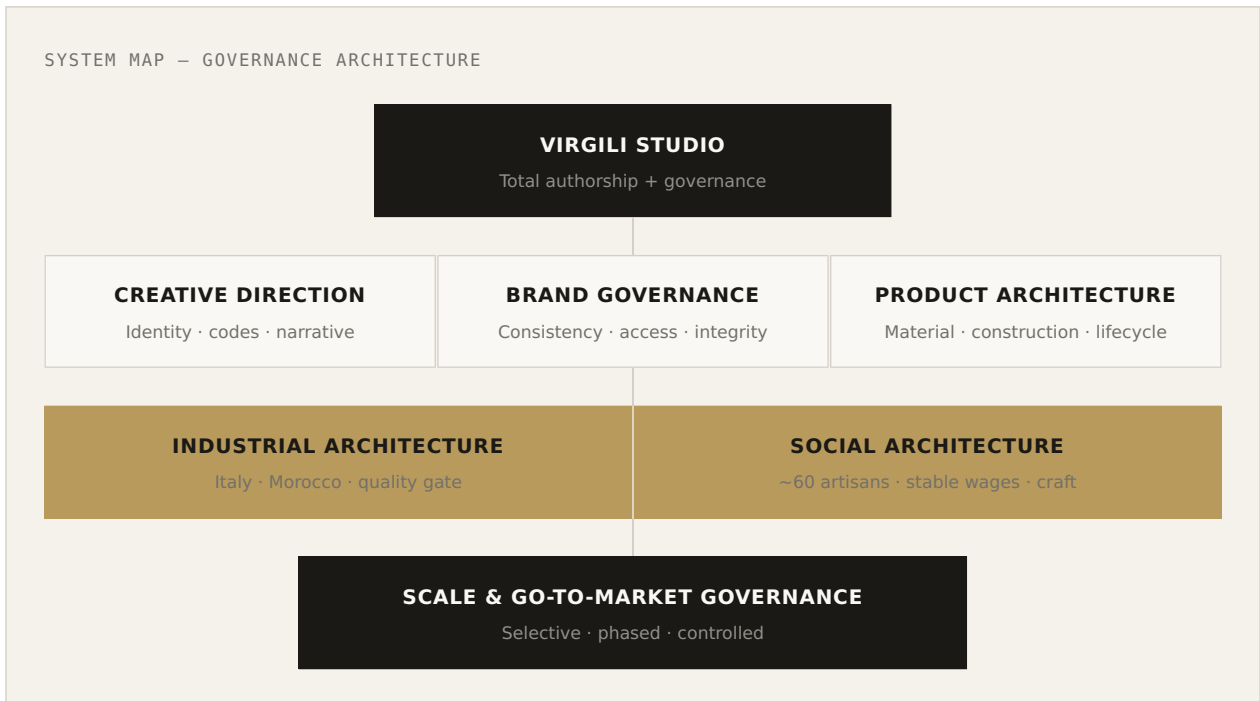 SYSTEM MAP — GOVERNANCE ARCHITECTURE
VIRGILI STUDIO
Total authorship + governance
CREATIVE DIRECTION
Identity · codes · narrative
BRAND GOVERNANCE
Consistency · access · integrity
PRODUCT ARCHITECTURE
Material · construction · lifecycle
INDUSTRIAL ARCHITECTURE
Italy · Morocco · quality gate
SOCIAL ARCHITECTURE
~60 artisans · stable wages · craft
SCALE & GO-TO-MARKET GOVERNANCE
Selective · phased · controlled